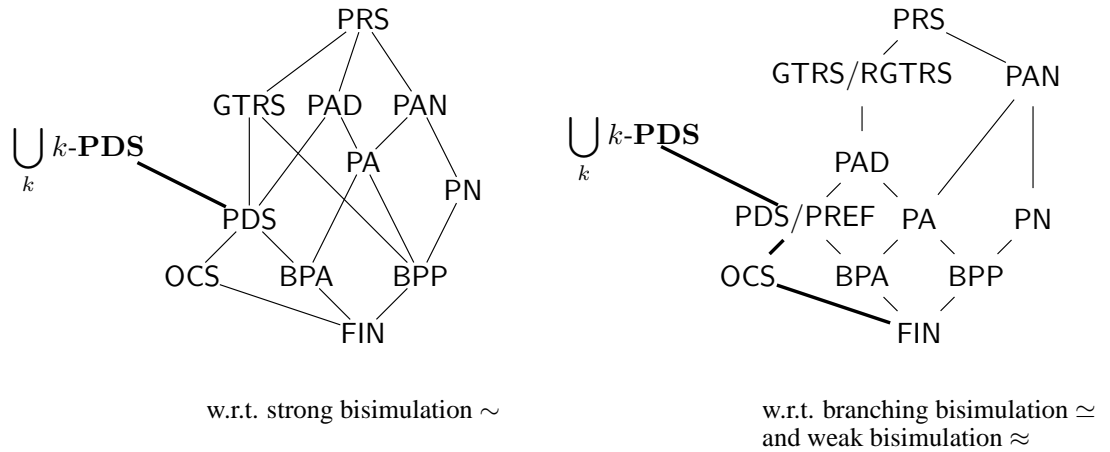 PRS
GTRS PAD PAN
⋃ k-PDS
k
PA
PN
PDS
OCS BPA BPP
FIN
w.r.t. strong bisimulation ∼
PRS
GTRS/RGTRS
PAN
⋃ k-PDS
k
PAD
PDS/PREF PA PN
OCS BPA BPP
FIN
w.r.t. branching bisimulation ≃
and weak bisimulation ≈